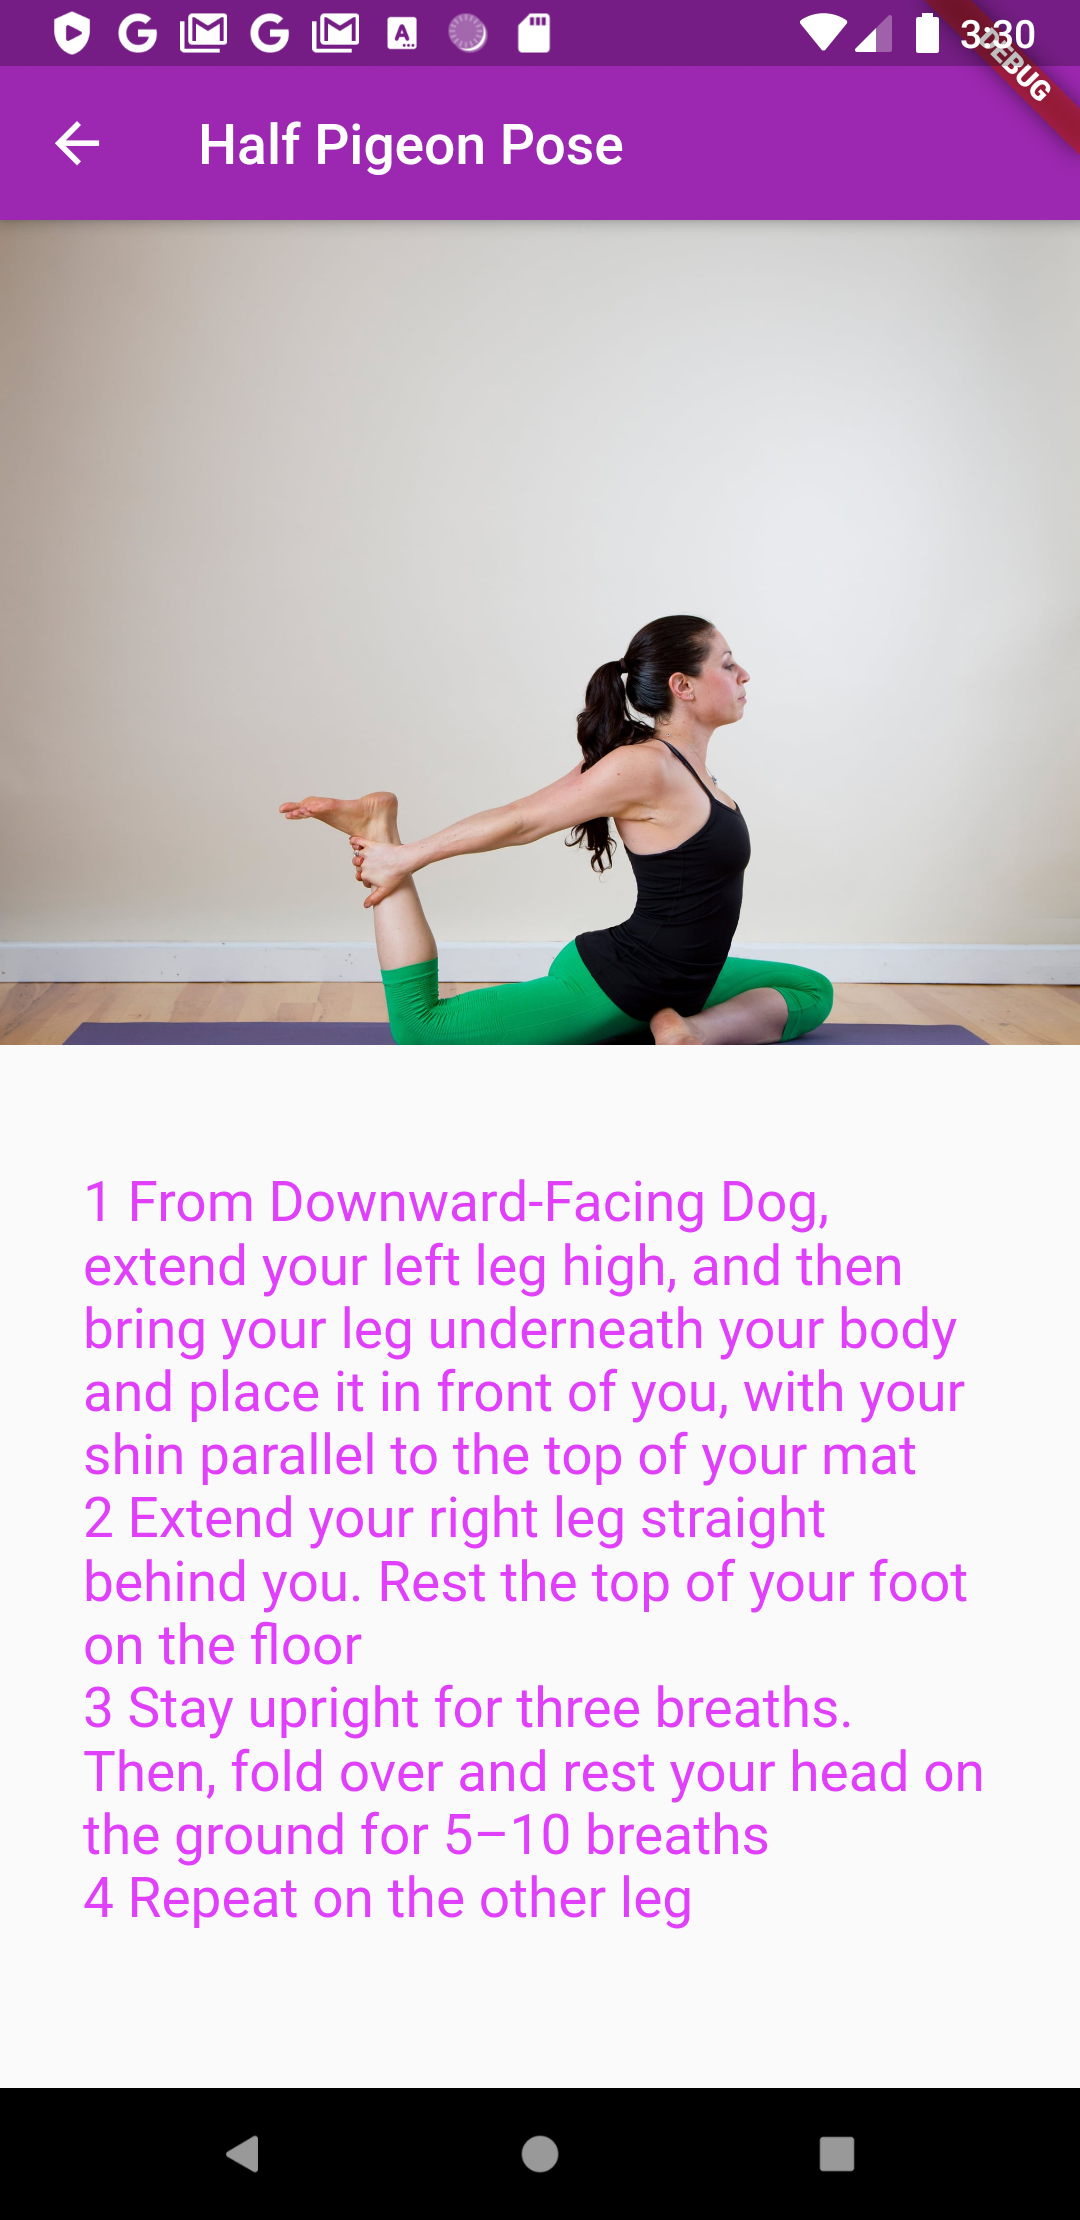 3:30
DEBUG
Half Pigeon Pose
1 From Downward-Facing Dog,
extend your left leg high, and then
bring your leg underneath your body
and place it in front of you, with your
shin parallel to the top of your mat
2 Extend your right leg straight
behind you. Rest the top of your foot
on the floor
3 Stay upright for three breaths.
Then, fold over and rest your head on
the ground for 5–10 breaths
4 Repeat on the other leg